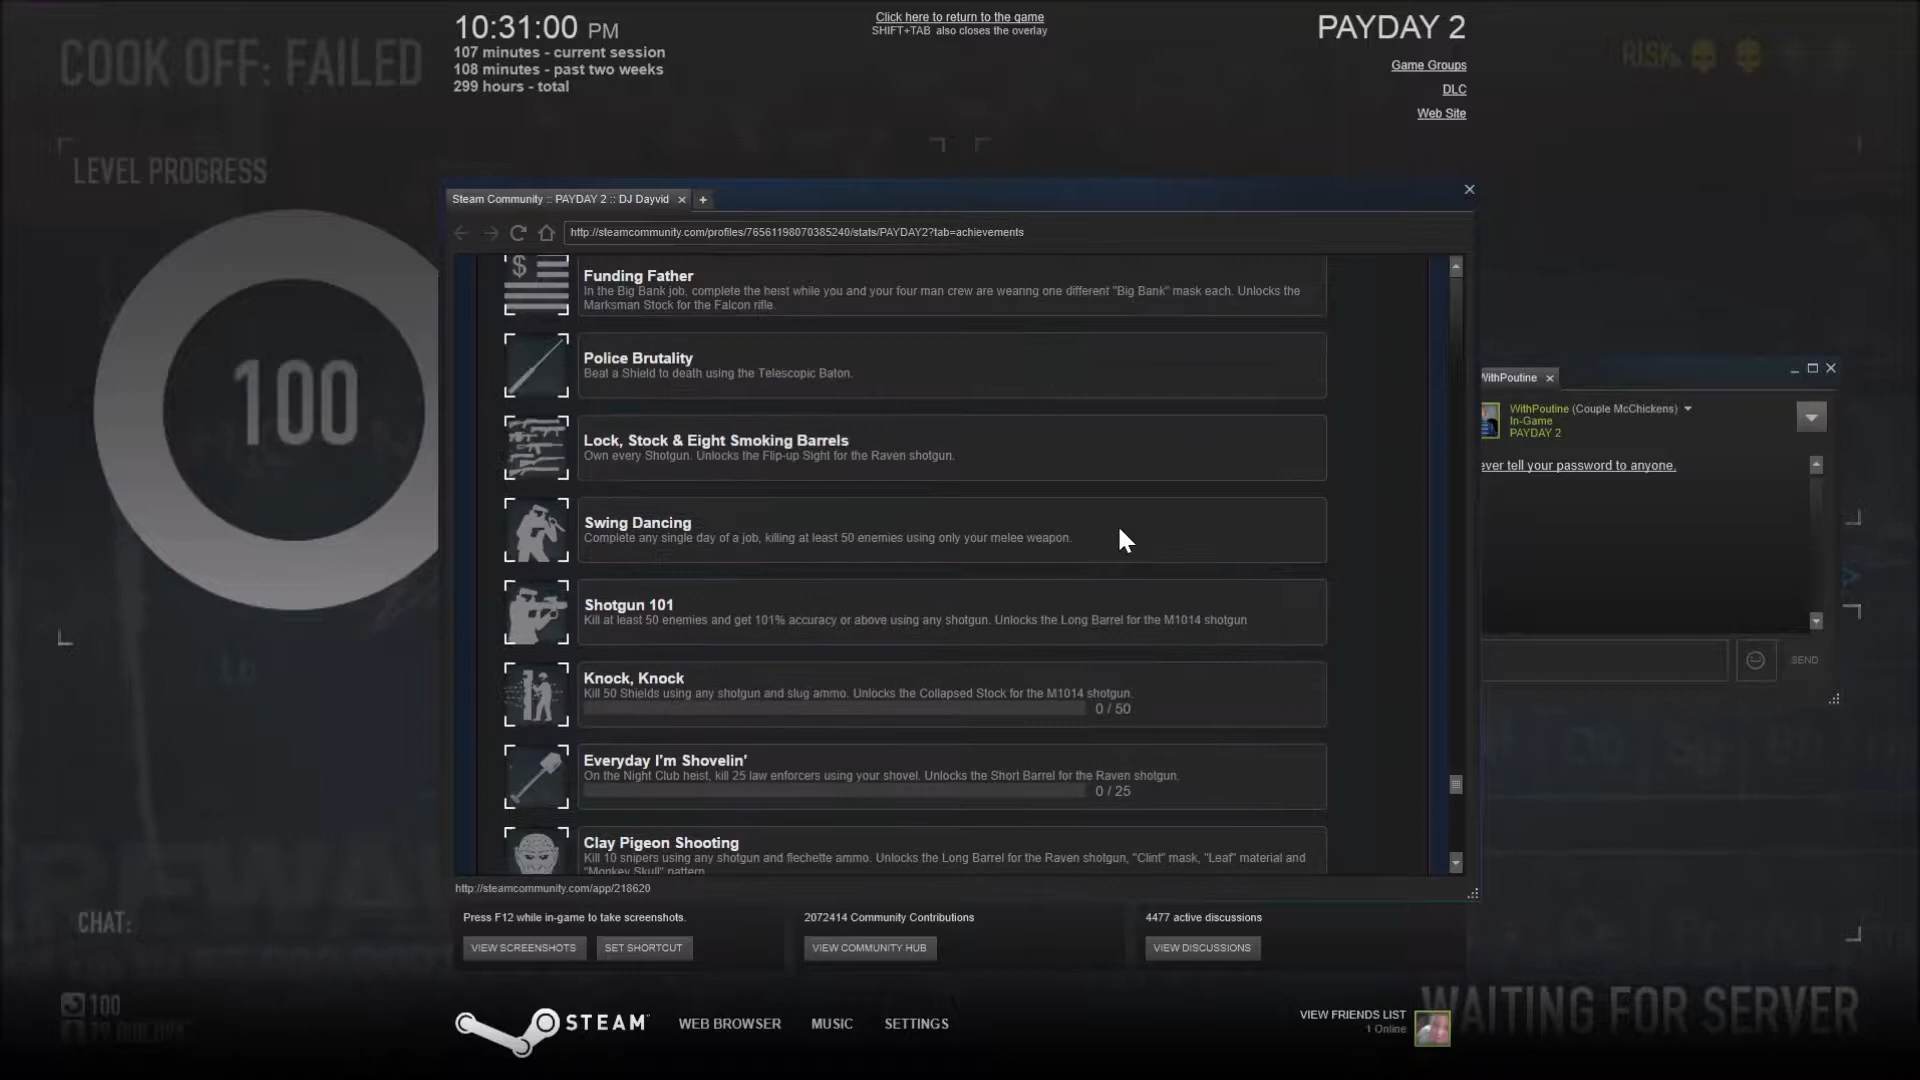 COOK OFF: FAILED
10:31:00 PM
107 minutes - current session
108 minutes - past two weeks
299 hours - total
Click here to return to the game
SHIFT+TAB also closes the overlay
PAYDAY 2
Game Groups
DLC
Web Site
RISK:
LEVEL PROGRESS
100
Steam Community :: PAYDAY 2 :: DJ Dayvid
http://steamcommunity.com/profiles/76561198070385240/stats/PAYDAY2?tab=achievements
Funding Father
In the Big Bank job, complete the heist while you and your four man crew are wearing one different "Big Bank" mask each. Unlocks the
Marksman Stock for the Falcon rifle.
Police Brutality
Beat a Shield to death using the Telescopic Baton.
Lock, Stock & Eight Smoking Barrels
Own every Shotgun. Unlocks the Flip-up Sight for the Raven shotgun.
Swing Dancing
Complete any single day of a job, killing at least 50 enemies using only your melee weapon.
Shotgun 101
Kill at least 50 enemies and get 101% accuracy or above using any shotgun. Unlocks the Long Barrel for the M1014 shotgun
Knock, Knock
Kill 50 Shields using any shotgun and slug ammo. Unlocks the Collapsed Stock for the M1014 shotgun.
0 / 50
Everyday I'm Shovelin'
On the Night Club heist, kill 25 law enforcers using your shovel. Unlocks the Short Barrel for the Raven shotgun.
0 / 25
Clay Pigeon Shooting
Kill 10 snipers using any shotgun and flechette ammo. Unlocks the Long Barrel for the Raven shotgun, "Clint" mask, "Leaf" material and
"Monkey Skull" pattern.
http://steamcommunity.com/app/218620
WithPoutine
WithPoutine (Couple McChickens)
In-Game
PAYDAY 2
ever tell your password to anyone.
SEND
Press F12 while in-game to take screenshots.
VIEW SCREENSHOTS
SET SHORTCUT
2072414 Community Contributions
VIEW COMMUNITY HUB
4477 active discussions
VIEW DISCUSSIONS
CHAT:
100
STEAM
WEB BROWSER
MUSIC
SETTINGS
VIEW FRIENDS LIST
1 Online
WAITING FOR SERVER